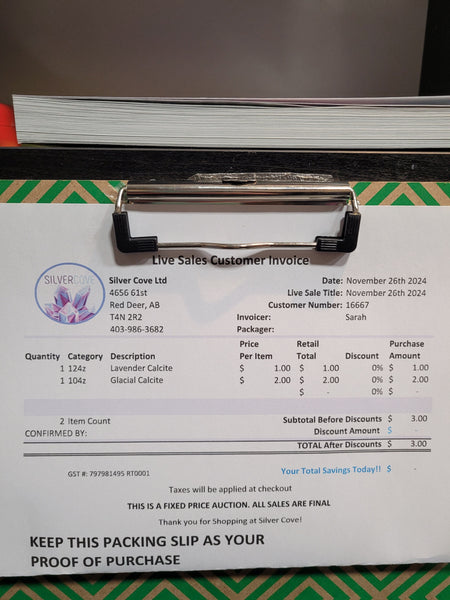 Live Sales Customer Invoice
SILVERCOVE
Silver Cove Ltd
4656 61st
Red Deer, AB
T4N 2R2
403-986-3682
Date: November 26th 2024
Live Sale Title: November 26th 2024
Customer Number: 16667
Invoicer: Sarah
Packager:
Quantity Category Description Price Per Item Retail Total Discount Purchase Amount
1 124z Lavender Calcite $ 1.00 $ 1.00 0% $ 1.00
1 104z Glacial Calcite $ 2.00 $ 2.00 0% $ 2.00
$ - 0% $ -
2 Item Count Subtotal Before Discounts $ 3.00
CONFIRMED BY: Discount Amount $ -
TOTAL After Discounts $ 3.00
GST #: 797981495 RT0001 Your Total Savings Today!! $ -
Taxes will be applied at checkout
THIS IS A FIXED PRICE AUCTION. ALL SALES ARE FINAL
Thank you for Shopping at Silver Cove!
KEEP THIS PACKING SLIP AS YOUR
PROOF OF PURCHASE